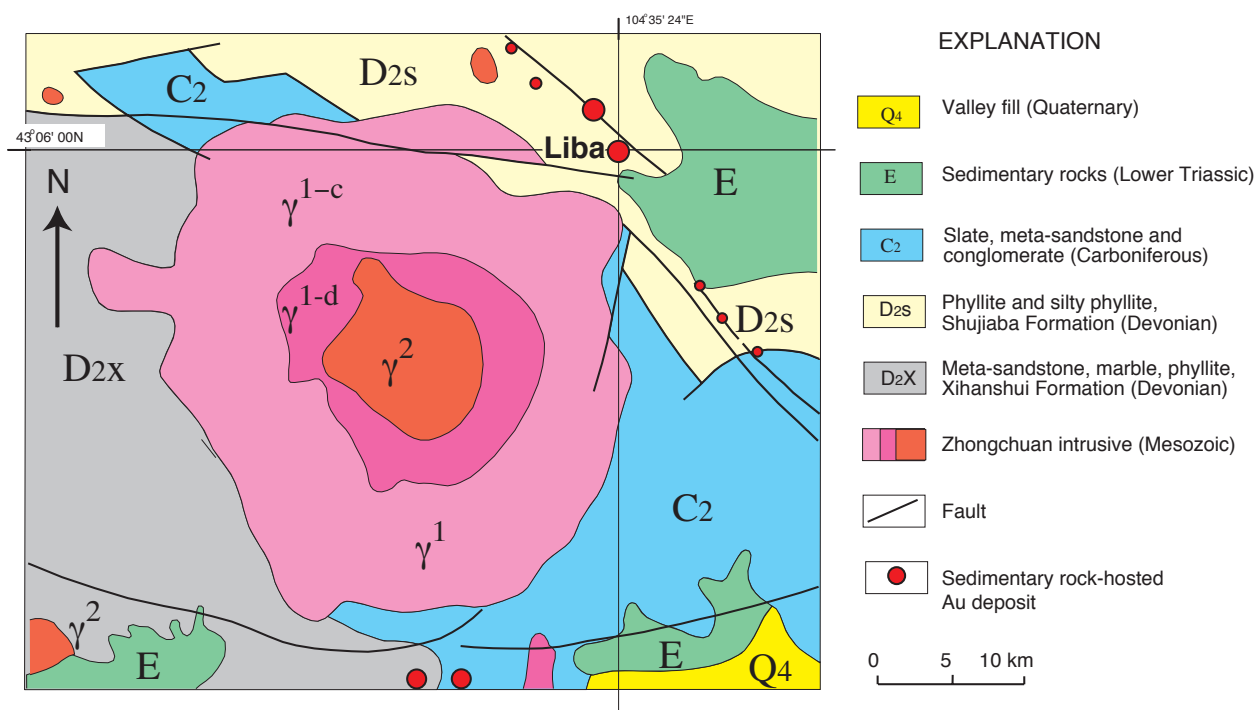 104°35' 24"E
EXPLANATION
D2s
C2
Q4
Valley fill (Quaternary)
43°06' 00N
Liba
N
E
E
Sedimentary rocks (Lower Triassic)
γ1-c
C2
Slate, meta-sandstone and
conglomerate (Carboniferous)
γ1-d
D2s
D2s
Phyllite and silty phyllite,
Shujiaba Formation (Devonian)
γ2
D2x
D2X
Meta-sandstone, marble, phyllite,
Xihanshui Formation (Devonian)
Zhongchuan intrusive (Mesozoic)
C2
Fault
γ1
Sedimentary rock-hosted
Au deposit
γ2
E
E
Q4
0 5 10 km